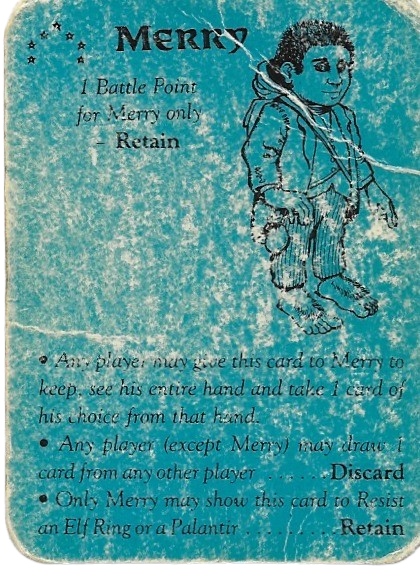 MERRY
1 Battle Point
for Merry only
– Retain
• Any player may give this card to Merry to
keep, see his entire hand and take 1 card of
his choice from that hand.
• Any player (except Merry) may draw 1
card from any other player ......Discard
• Only Merry may show this card to Resist
an Elf Ring or a Palantir ..........Retain